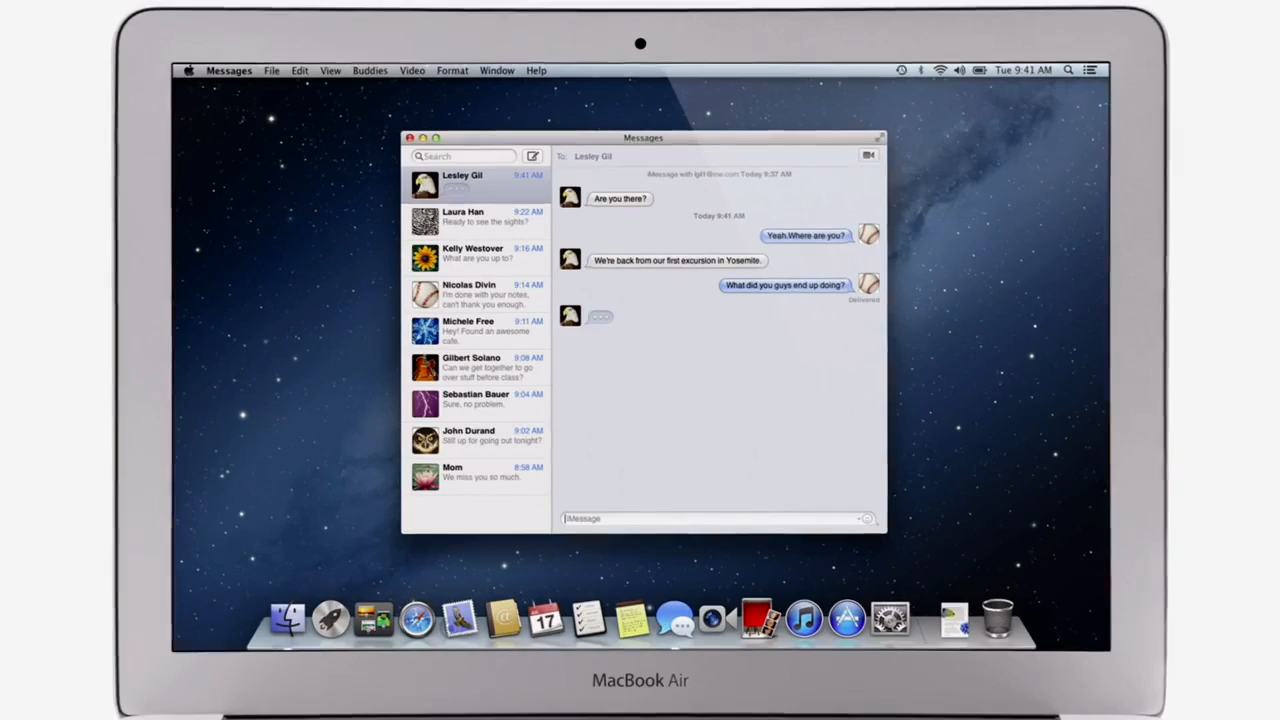 Messages File Edit View Buddies Video Format Window Help Tue 9:41 AM
Messages
Search
To: Lesley Gil
Lesley Gil 9:41 AM
Laura Han 9:22 AM
Ready to see the sights?
Kelly Westover 9:16 AM
What are you up to?
Nicolas Divin 9:14 AM
I'm done with your notes,
can't thank you enough.
Michele Free 9:11 AM
Hey! Found an awesome
cafe.
Gilbert Solano 9:08 AM
Can we get together to go
over stuff before class?
Sebastian Bauer 9:04 AM
Sure, no problem.
John Durand 9:02 AM
Still up for going out tonight?
Mom 8:58 AM
We miss you so much.
iMessage with lgil1@me.com Today 9:37 AM
Are you there?
Today 9:41 AM
Yeah.Where are you?
We're back from our first excursion in Yosemite.
What did you guys end up doing?
Delivered
iMessage
17
MacBook Air